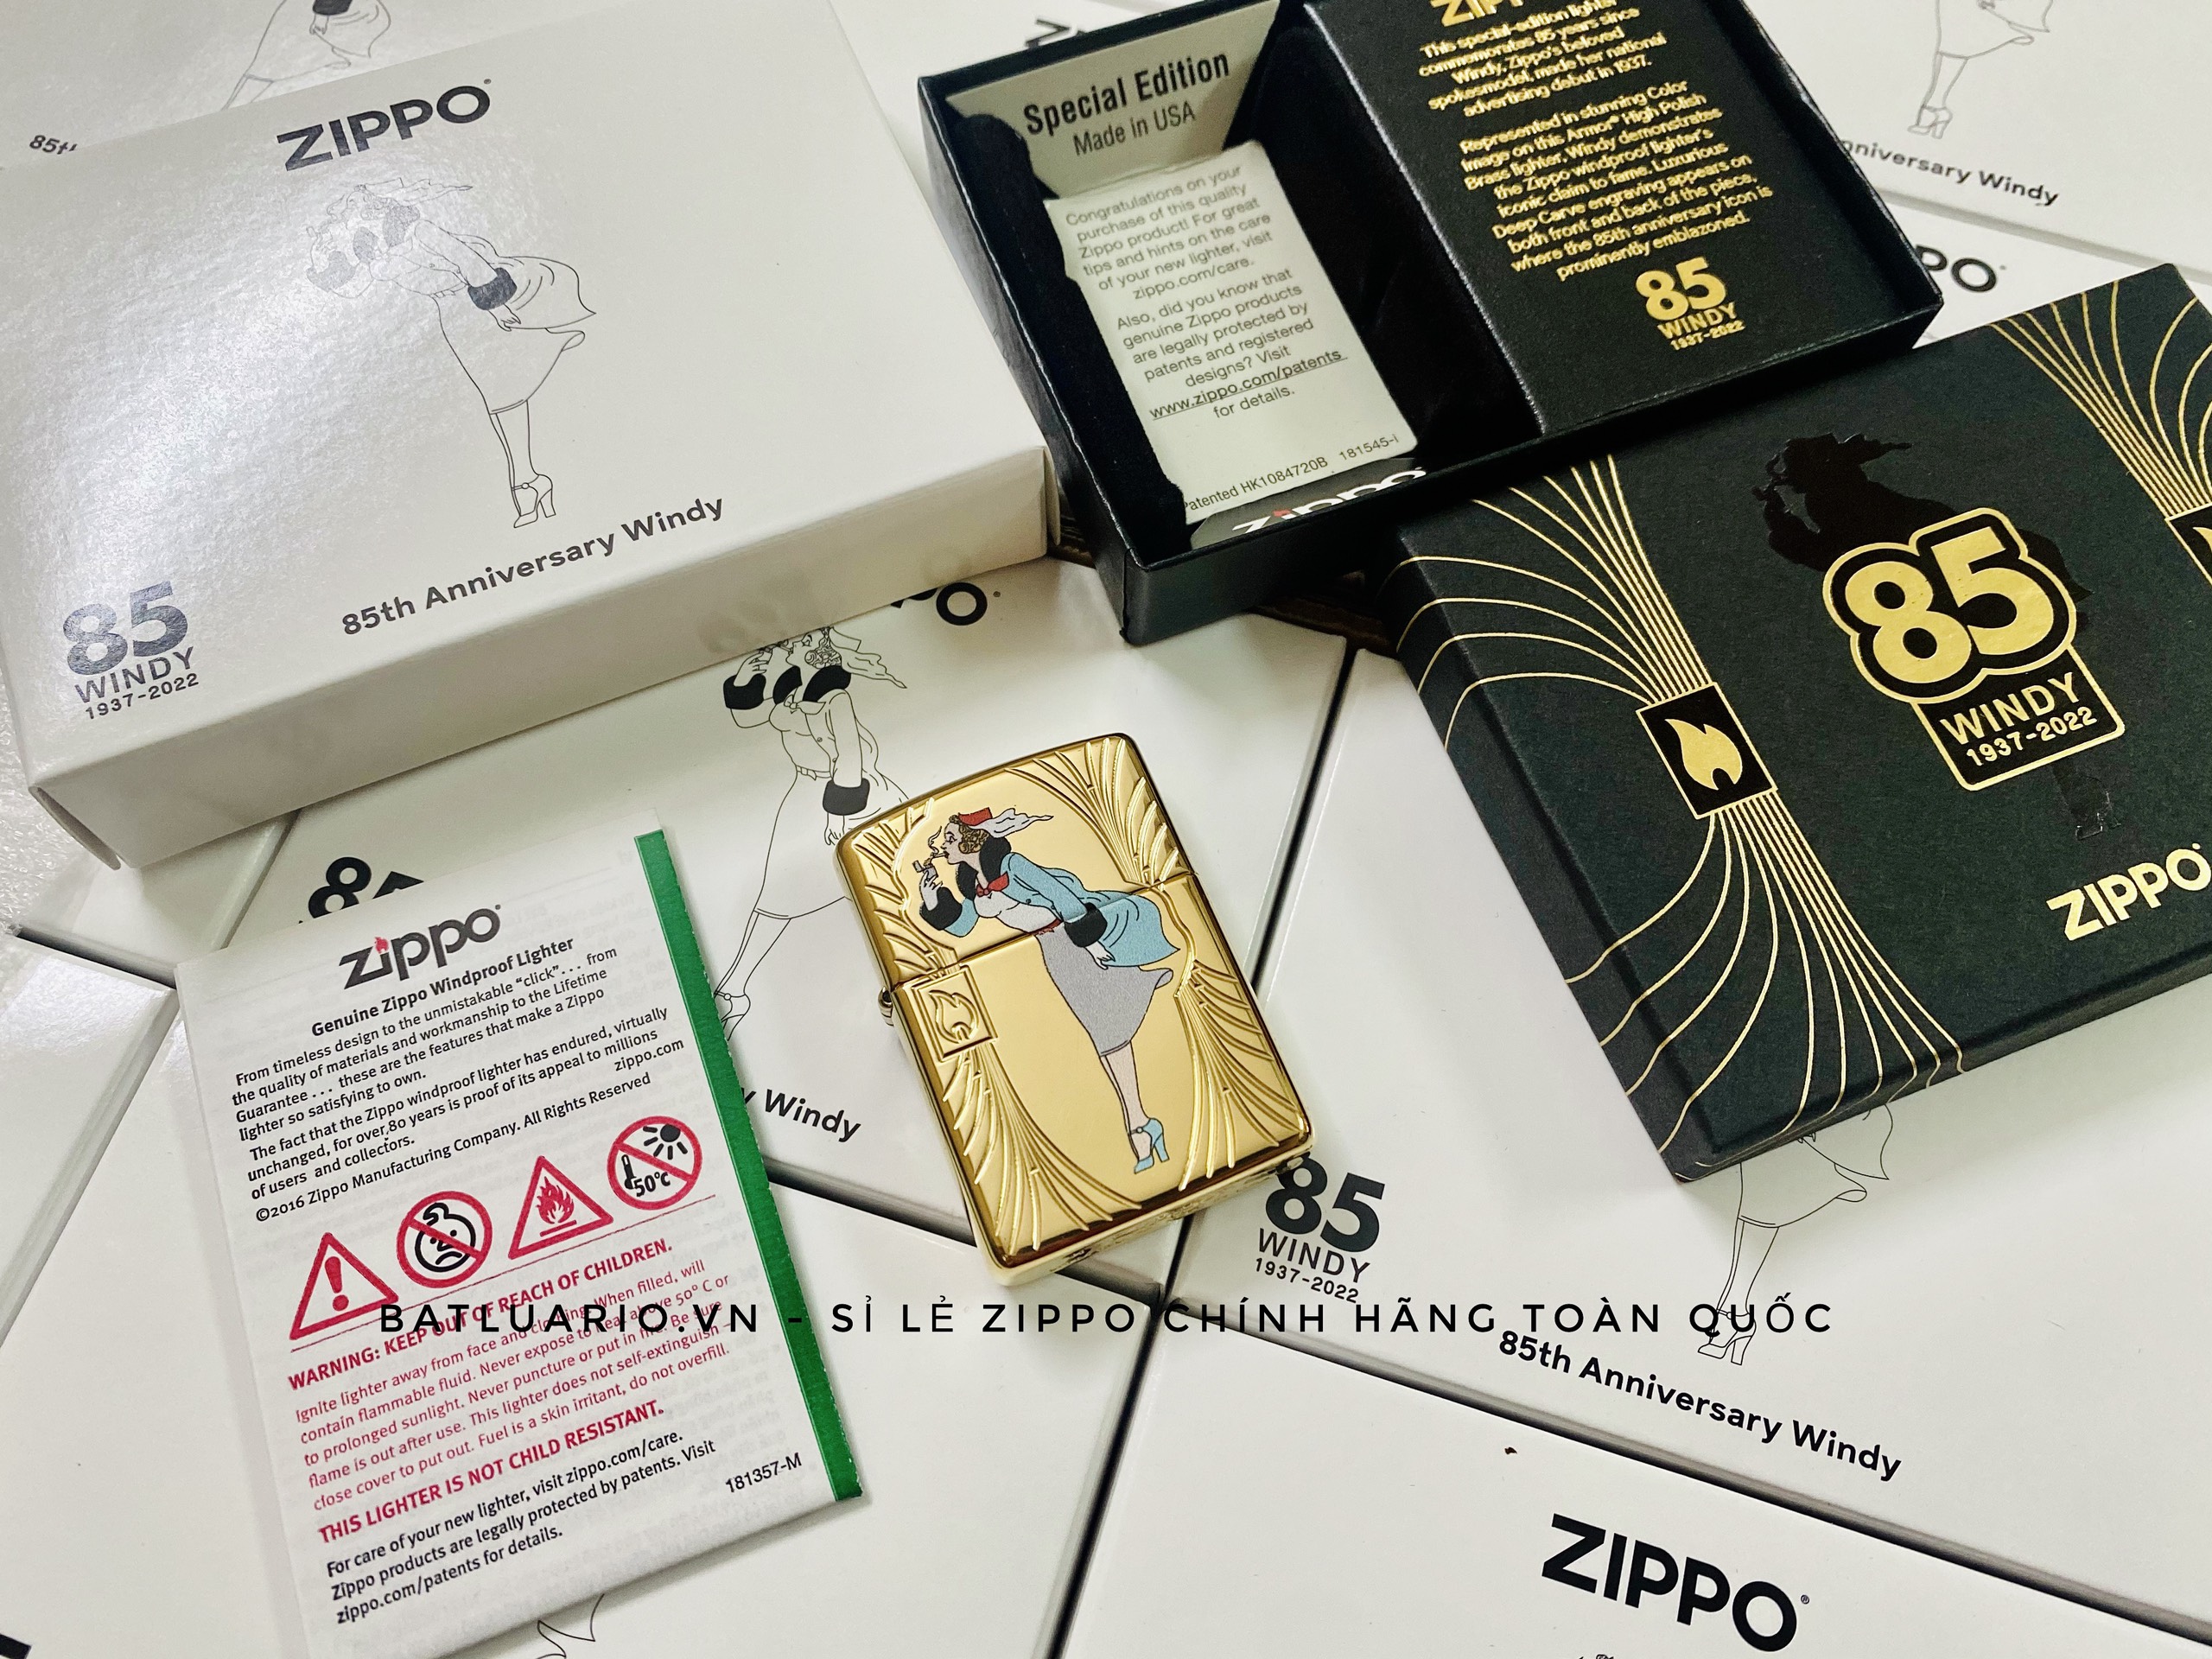 85th
ZIPPO
85th Anniversary Windy
85
WINDY
1937-2022
Special Edition
Made in USA
Congratulations on your
purchase of this quality
Zippo product! For great
tips and hints on the care
of your new lighter, visit
zippo.com/care.
Also, did you know that
genuine Zippo products
are legally protected by
patents and registered
designs? Visit
www.zippo.com/patents
for details.
Patented HK1084720B 181545-i
zippo
ZIPPO
This special-edition lighter
commemorates 85 years since
Windy, Zippo's beloved
spokesmodel, made her national
advertising debut in 1937.
Represented in stunning Color
Image on this Armor® High Polish
Brass lighter, Windy demonstrates
the Zippo windproof lighter's
iconic claim to fame. Luxurious
Deep Carve engraving appears on
both front and back of the piece,
where the 85th anniversary icon is
prominently emblazoned.
85
WINDY
1937-2022
nniversary Windy
PO
85
WINDY
1937-2022
ZIPPO
zippo
Genuine Zippo Windproof Lighter
From timeless design to the unmistakable "click". . . from
the quality of materials and workmanship to the Lifetime
Guarantee . . . these are the features that make a Zippo
lighter so satisfying to own.
The fact that the Zippo windproof lighter has endured, virtually
unchanged, for over 80 years is proof of its appeal to millions
of users and collectors.
zippo.com
©2016 Zippo Manufacturing Company. All Rights Reserved
50°C
WARNING: KEEP OUT OF REACH OF CHILDREN.
Ignite lighter away from face and clothing. When filled, will
contain flammable fluid. Never expose to heat above 50° C or
to prolonged sunlight. Never puncture or put in fire. Be sure
flame is out after use. This lighter does not self-extinguish –
close cover to put out. Fuel is a skin irritant, do not overfill.
THIS LIGHTER IS NOT CHILD RESISTANT.
For care of your new lighter, visit zippo.com/care.
Zippo products are legally protected by patents. Visit
zippo.com/patents for details.
181357-M
y Windy
85
WINDY
1937-2022
BATLUARIO.VN - SỈ LẺ ZIPPO CHÍNH HÃNG TOÀN QUỐC
85th Anniversary Windy
ZIPPO